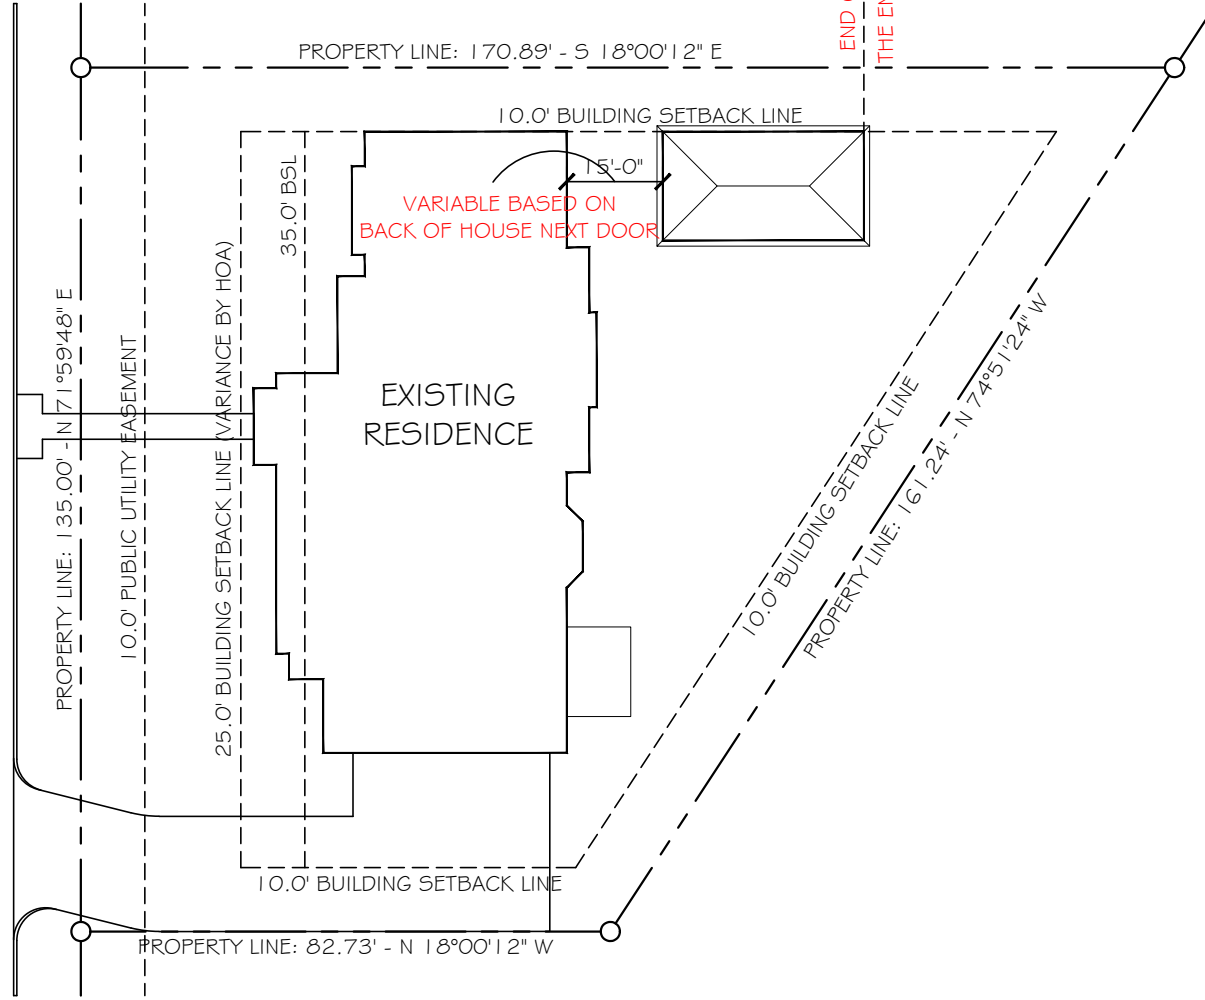 END
THE EN
PROPERTY LINE: 170.89' - S 18°00'12" E
10.0' BUILDING SETBACK LINE
15'-0"
35.0' BSL
VARIABLE BASED ON
BACK OF HOUSE NEXT DOOR
PROPERTY LINE: 135.00' - N 71°59'48" E
10.0' PUBLIC UTILITY EASEMENT
25.0' BUILDING SETBACK LINE (VARIANCE BY HOA)
EXISTING
RESIDENCE
10.0' BUILDING SETBACK LINE
PROPERTY LINE: 161.24' - N 74°51'24" W
10.0' BUILDING SETBACK LINE
PROPERTY LINE: 82.73' - N 18°00'12" W